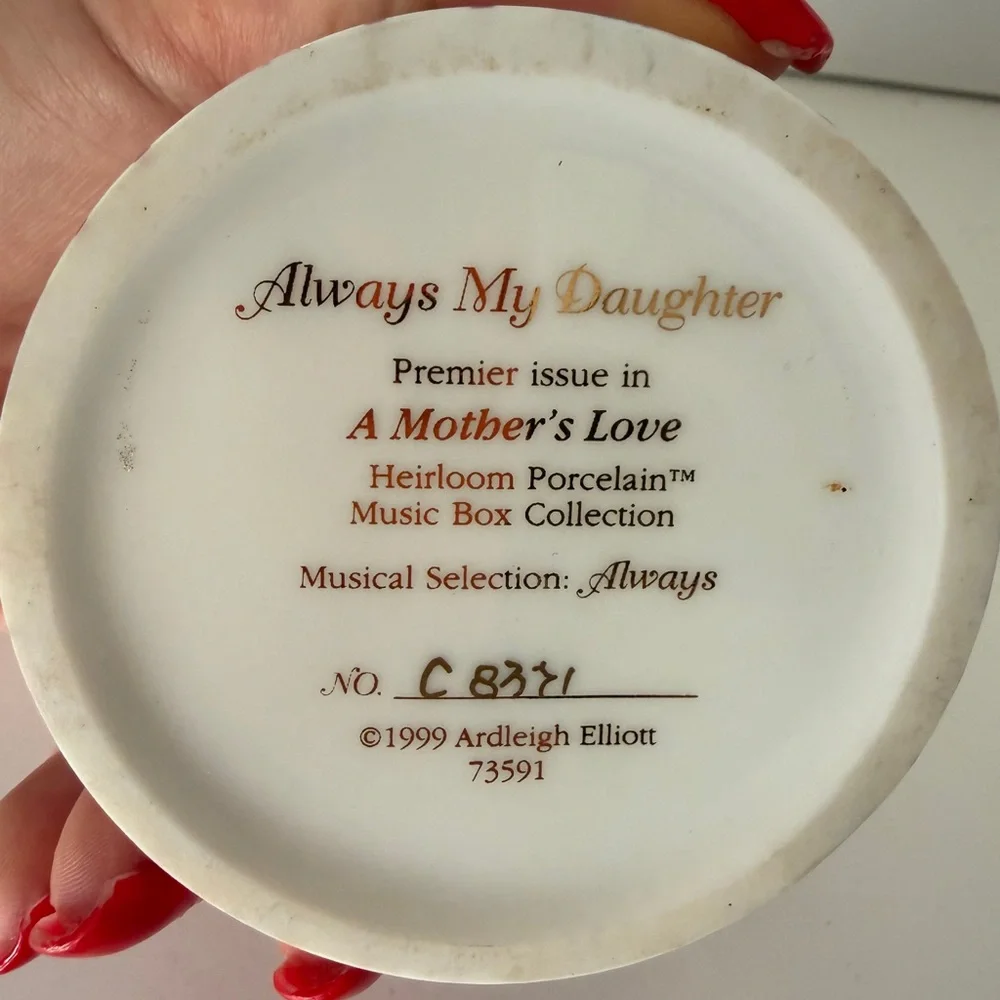 Always My Daughter
Premier issue in
A Mother's Love
Heirloom Porcelain™
Music Box Collection
Musical Selection: Always
NO. C 8371
©1999 Ardleigh Elliott
73591